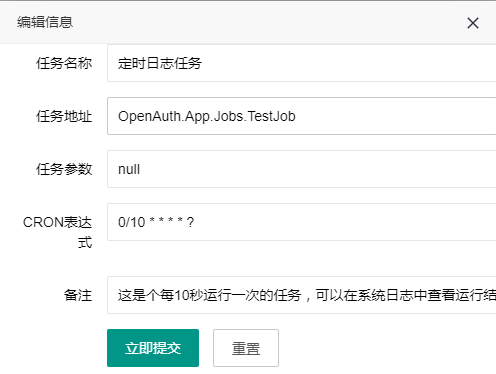 编辑信息
任务名称 定时日志任务
任务地址 OpenAuth.App.Jobs.TestJob
任务参数 null
CRON表达式 0/10 * * * * ?
备注 这是个每10秒运行一次的任务，可以在系统日志中查看运行结
立即提交 重置